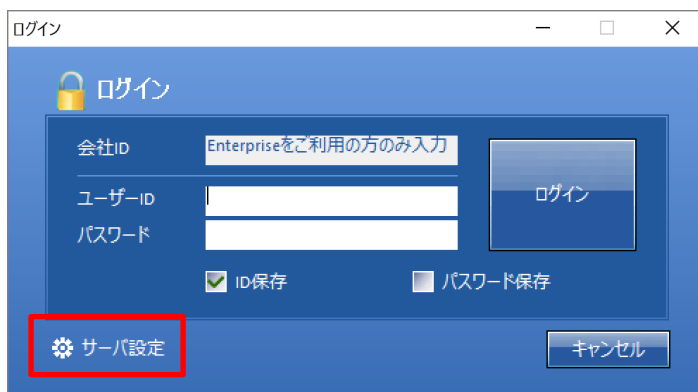 ログイン
ログイン
会社ID
Enterpriseをご利用の方のみ入力
ユーザーID
ログイン
パスワード
ID保存
パスワード保存
サーバ設定
キャンセル